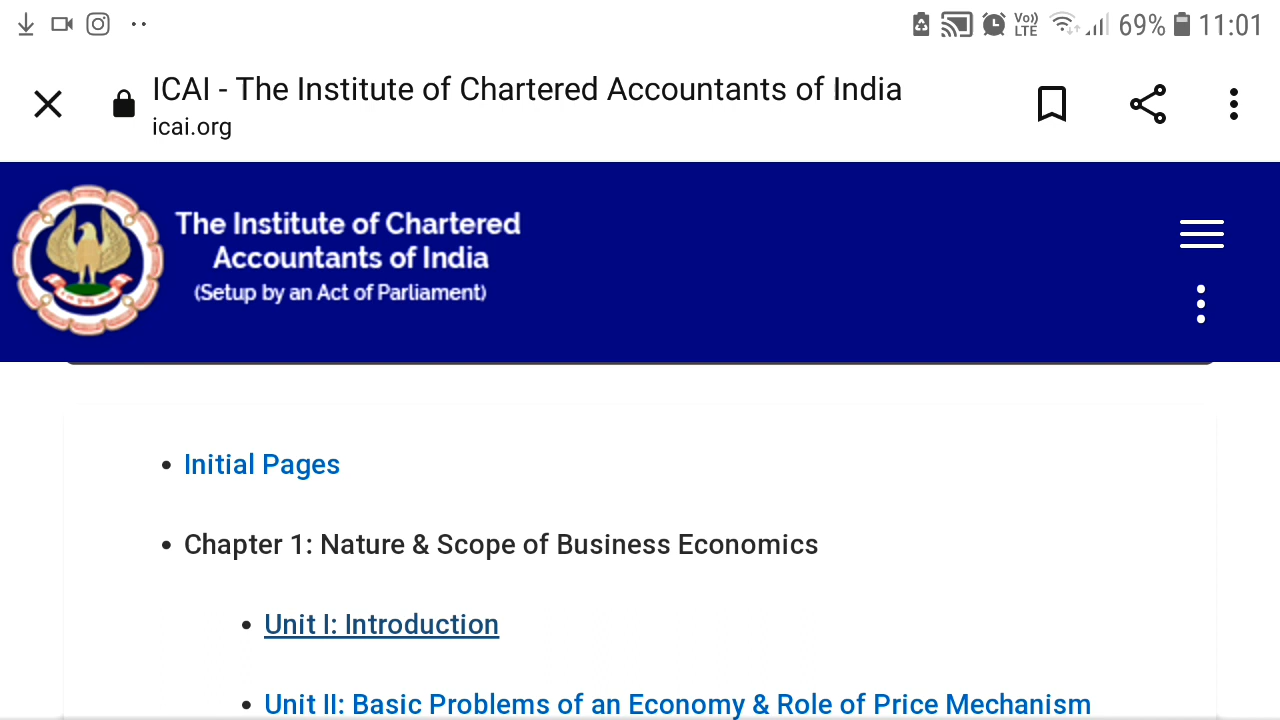 Vo))
LTE
69%
11:01
ICAI - The Institute of Chartered Accountants of India
icai.org
The Institute of Chartered
Accountants of India
(Setup by an Act of Parliament)
Initial Pages
Chapter 1: Nature & Scope of Business Economics
Unit I: Introduction
Unit II: Basic Problems of an Economy & Role of Price Mechanism